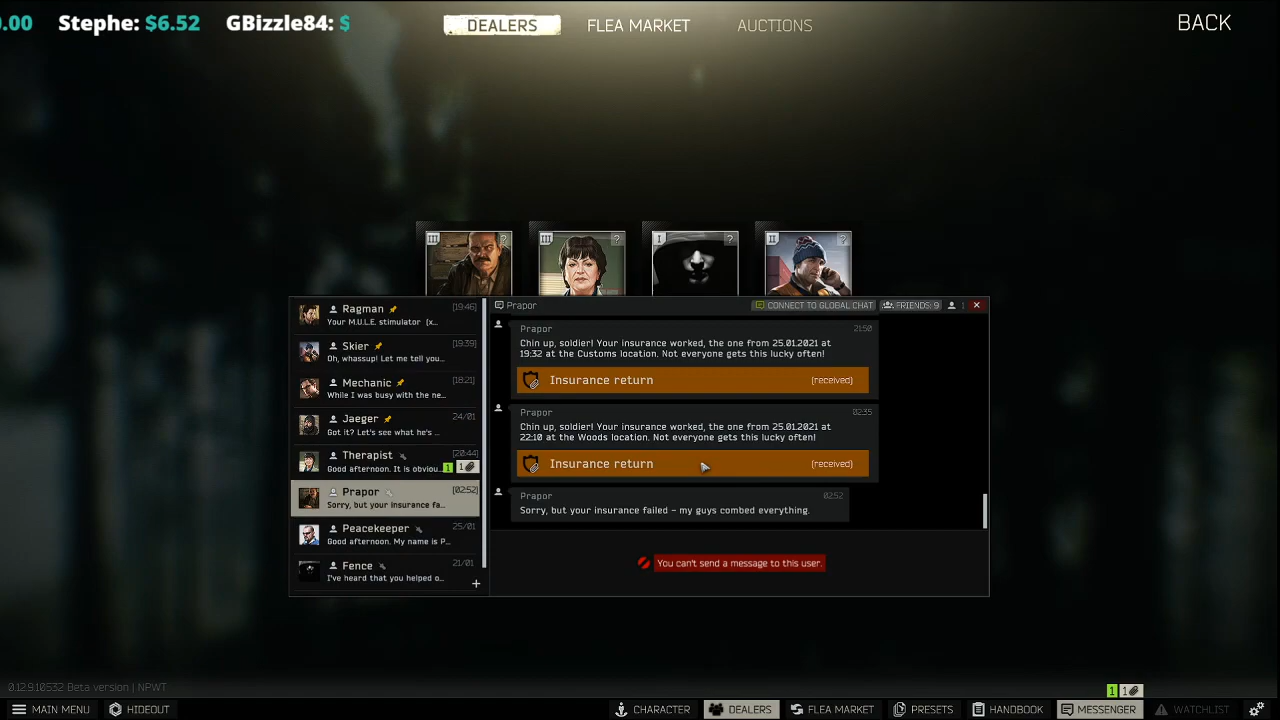 0.00 Stephe: $6.52 GBizzle84: $
DEALERS FLEA MARKET AUCTIONS BACK
III ? III ? I ? II ?
Prapor CONNECT TO GLOBAL CHAT FRIENDS: 9
Ragman [19:46]
Your M.U.L.E. stimulator (x...
Skier [19:39]
Oh, whassup! Let me tell you...
Mechanic [18:21]
While I was busy with the ne...
Jaeger 24/01
Got it? Let's see what he's ...
Therapist [20:44]
Good afternoon. It is obviou... 1 1
Prapor [02:52]
Sorry, but your insurance fa...
Peacekeeper 25/01
Good afternoon. My name is P...
Fence 21/01
I've heard that you helped o...
+
Prapor 21:50
Chin up, soldier! Your insurance worked, the one from 25.01.2021 at
19:32 at the Customs location. Not everyone gets this lucky often!
Insurance return (received)
Prapor 02:35
Chin up, soldier! Your insurance worked, the one from 25.01.2021 at
22:10 at the Woods location. Not everyone gets this lucky often!
Insurance return (received)
Prapor 02:52
Sorry, but your insurance failed – my guys combed everything.
You can't send a message to this user.
0.12.9.10532 Beta version | NPWT
1 1
MAIN MENU HIDEOUT CHARACTER DEALERS FLEA MARKET PRESETS HANDBOOK MESSENGER WATCHLIST